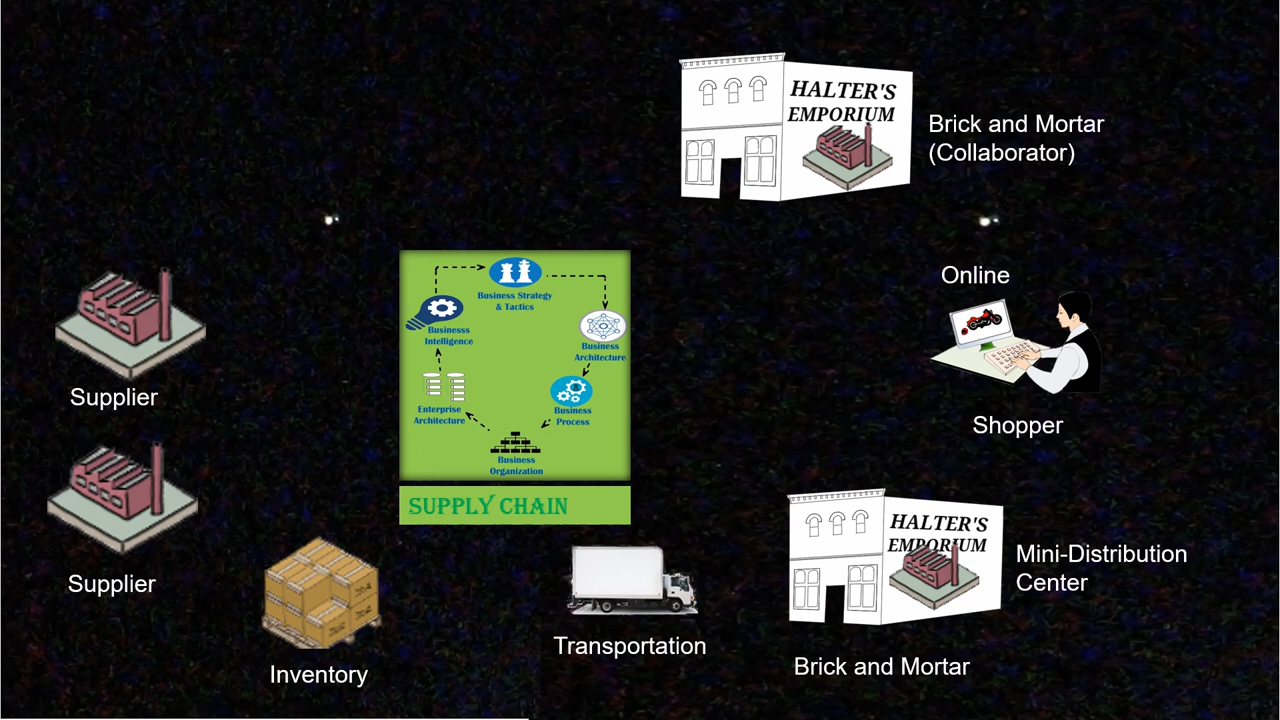 HALTER'S
EMPORIUM
Brick and Mortar
(Collaborator)
Online
Shopper
Supplier
Supplier
Business Strategy
& Tactics
Businesss
Intelligence
Business
Architecture
Enterprise
Architecture
Business
Process
Business
Organization
SUPPLY CHAIN
Inventory
Transportation
HALTER'S
EMPORIUM
Mini-Distribution
Center
Brick and Mortar